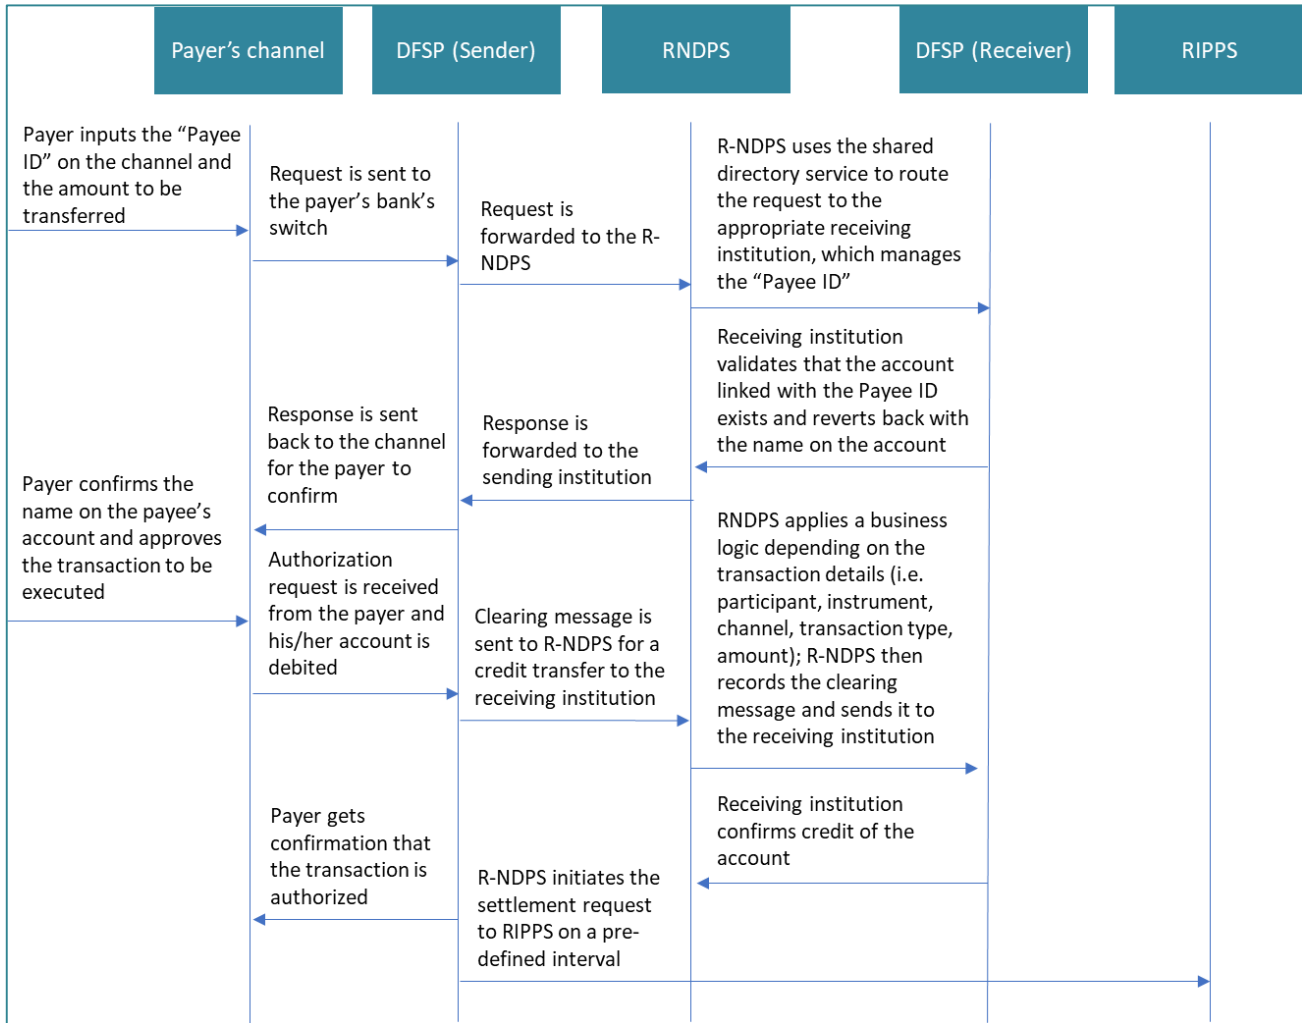 Payer’s channel
DFSP (Sender)
RNDPS
DFSP (Receiver)
RIPPS
Payer inputs the “Payee
ID” on the channel and
the amount to be
transferred
Request is sent to
the payer’s bank’s
switch
Request is
forwarded to the R-
NDPS
R-NDPS uses the shared
directory service to route
the request to the
appropriate receiving
institution, which manages
the “Payee ID”
Receiving institution
validates that the account
linked with the Payee ID
exists and reverts back with
the name on the account
Response is
forwarded to the
sending institution
Response is sent
back to the channel
for the payer to
confirm
Payer confirms the
name on the payee’s
account and approves
the transaction to be
executed
Authorization
request is received
from the payer and
his/her account is
debited
Clearing message is
sent to R-NDPS for a
credit transfer to the
receiving institution
RNDPS applies a business
logic depending on the
transaction details (i.e.
participant, instrument,
channel, transaction type,
amount); R-NDPS then
records the clearing
message and sends it to
the receiving institution
Receiving institution
confirms credit of the
account
Payer gets
confirmation that
the transaction is
authorized
R-NDPS initiates the
settlement request
to RIPPS on a pre-
defined interval